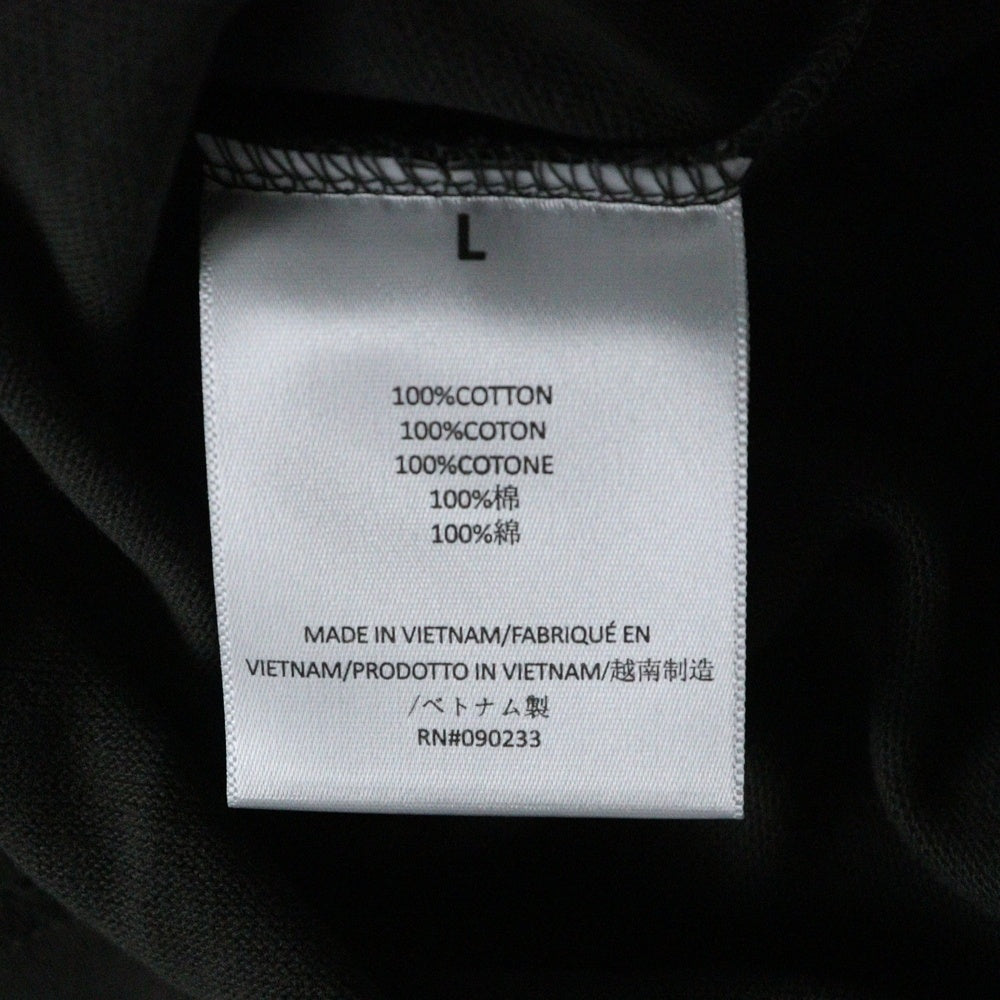 L
100%COTTON
100%COTON
100%COTONE
100%棉
100%綿
MADE IN VIETNAM/FABRIQUÉ EN
VIETNAM/PRODOTTO IN VIETNAM/越南制造
/ベトナム製
RN#090233